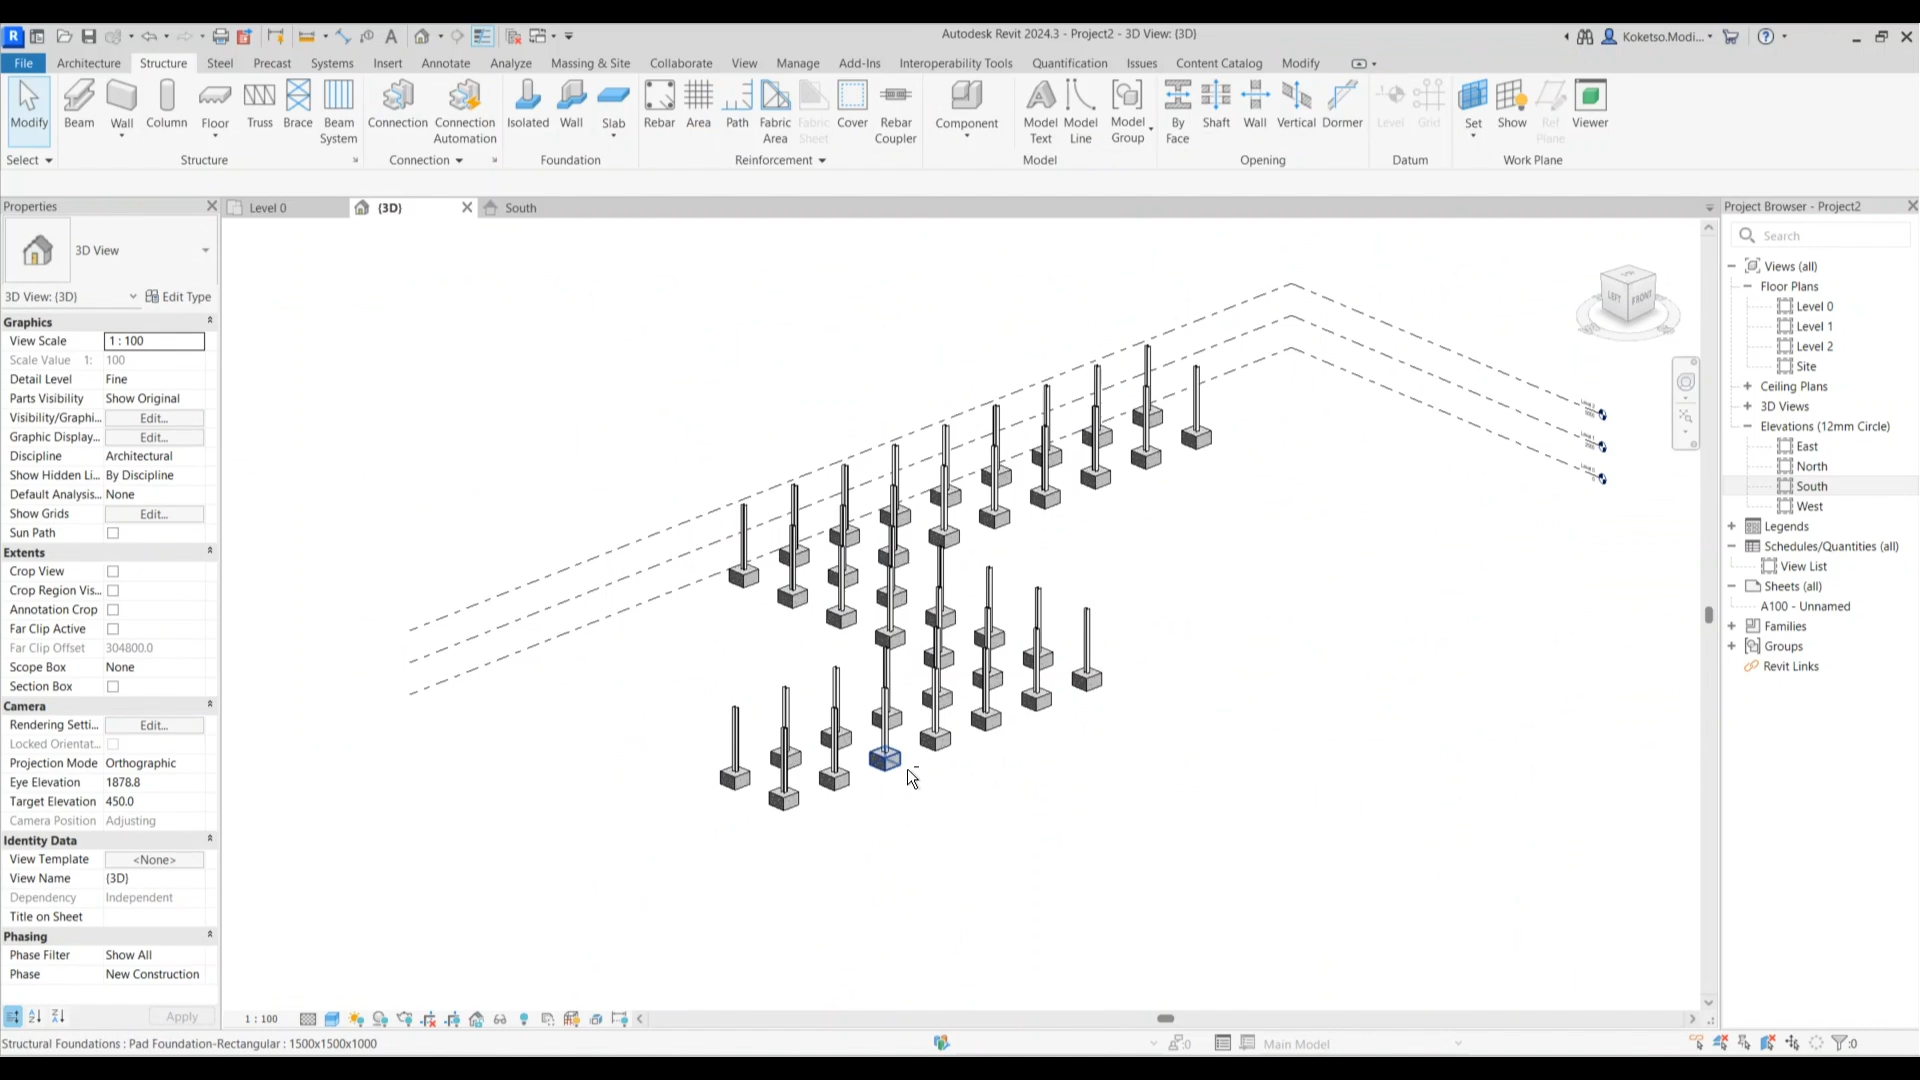 Autodesk Revit 2024.3 - Project2 - 3D View: {3D}
Koketso.Modi...
File Architecture Structure Steel Precast Systems Insert Annotate Analyze Massing & Site Collaborate View Manage Add-Ins Interoperability Tools Quantification Issues Content Catalog Modify
Modify Beam Wall Column Floor Truss Brace Beam System Connection Connection Automation Isolated Wall Slab Rebar Area Path Fabric Area Fabric Sheet Cover Rebar Coupler Component Model Text Model Line Model Group By Face Shaft Wall Vertical Dormer Level Grid Set Show Ref Plane Viewer
Select Structure Connection Foundation Reinforcement Model Opening Datum Work Plane
Properties
Level 0 {3D} South
3D View
3D View: {3D} Edit Type
Graphics
View Scale 1 : 100
Scale Value 1: 100
Detail Level Fine
Parts Visibility Show Original
Visibility/Graphi... Edit...
Graphic Display... Edit...
Discipline Architectural
Show Hidden Li... By Discipline
Default Analysis... None
Show Grids Edit...
Sun Path
Extents
Crop View
Crop Region Vis...
Annotation Crop
Far Clip Active
Far Clip Offset 304800.0
Scope Box None
Section Box
Camera
Rendering Setti... Edit...
Locked Orientat...
Projection Mode Orthographic
Eye Elevation 1878.8
Target Elevation 450.0
Camera Position Adjusting
Identity Data
View Template <None>
View Name {3D}
Dependency Independent
Title on Sheet
Phasing
Phase Filter Show All
Phase New Construction
Apply
LEFT FRONT
Project Browser - Project2
Search
Views (all)
Floor Plans
Level 0
Level 1
Level 2
Site
Ceiling Plans
3D Views
Elevations (12mm Circle)
East
North
South
West
Legends
Schedules/Quantities (all)
View List
Sheets (all)
A100 - Unnamed
Families
Groups
Revit Links
1 : 100
Structural Foundations : Pad Foundation-Rectangular : 1500x1500x1000
:0
Main Model
:0